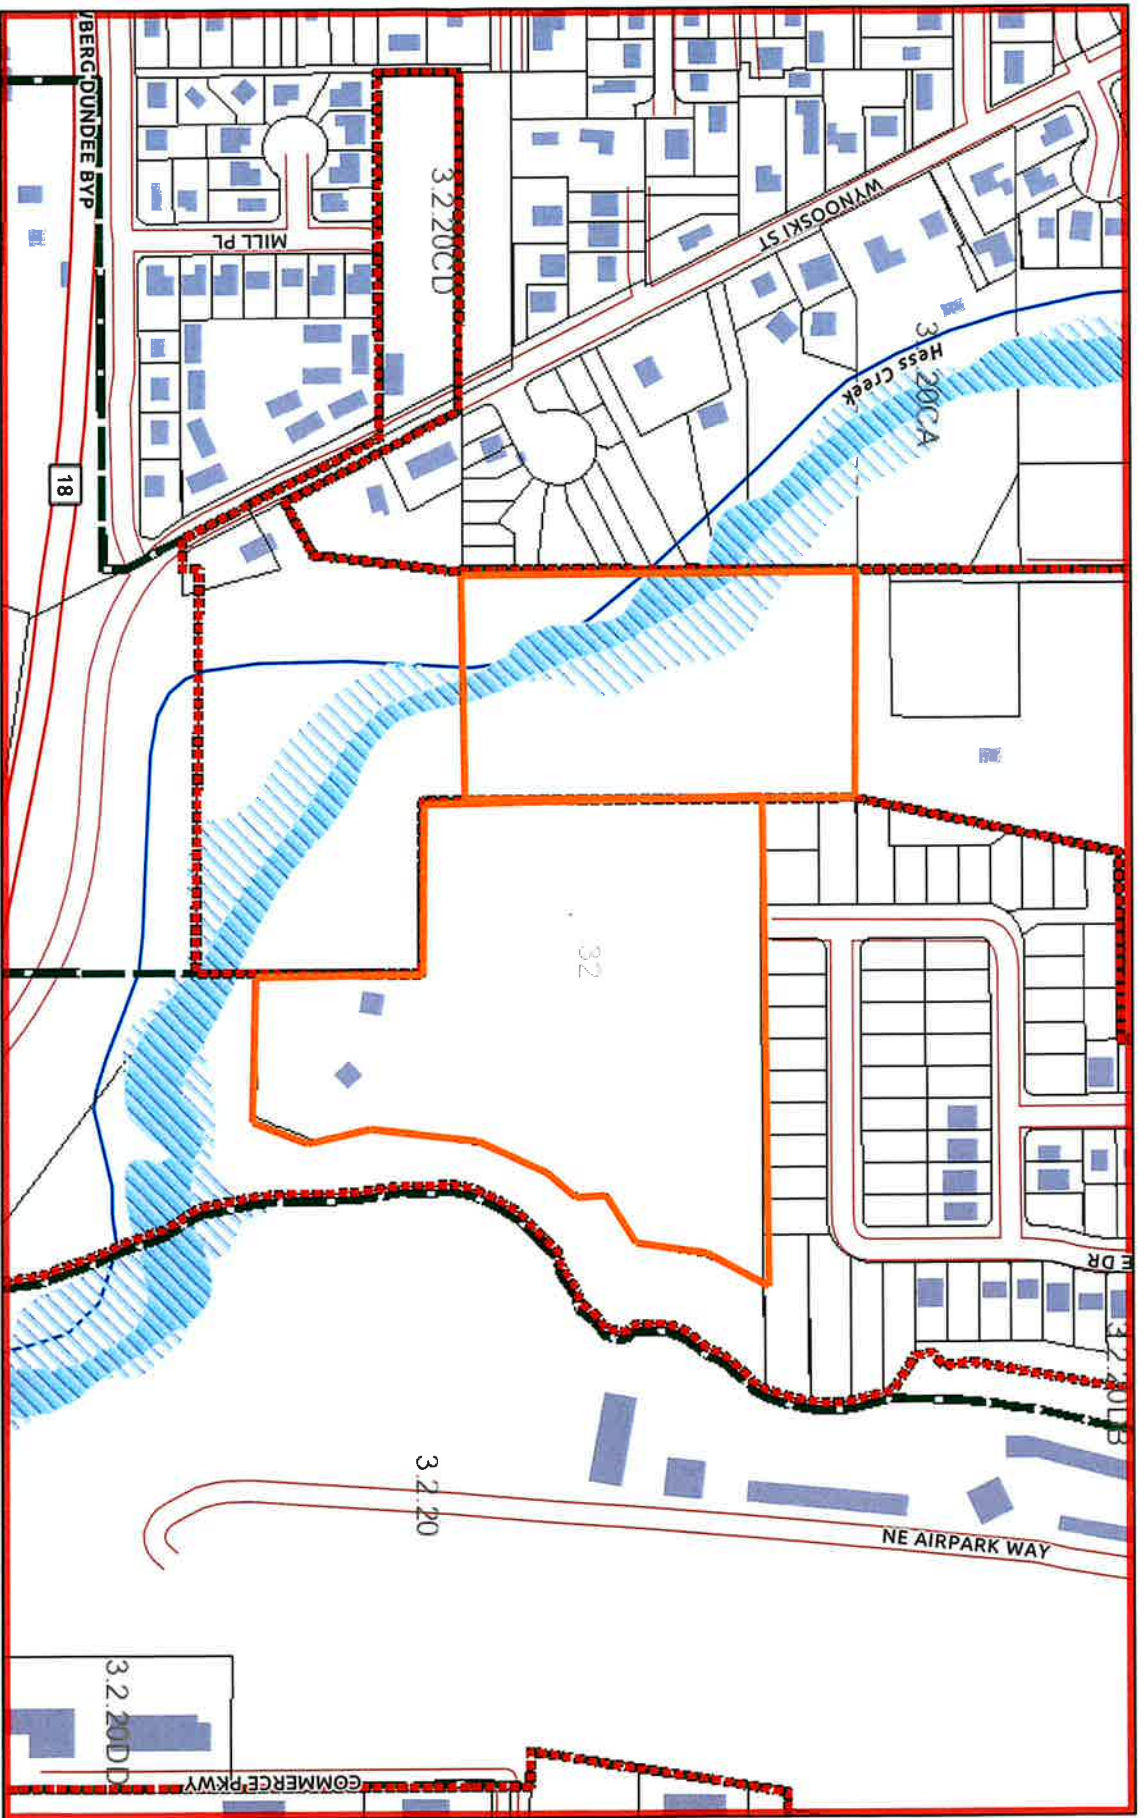 WBERG-DUNDEE BYP
18
MILL PL
3.2.20CD
WYNOOSKI ST
Hess Creek
3.2.20CA
32
E DR
3.2.20
NE AIRPARK WAY
3.2.20DD
COMMERCE PKWY